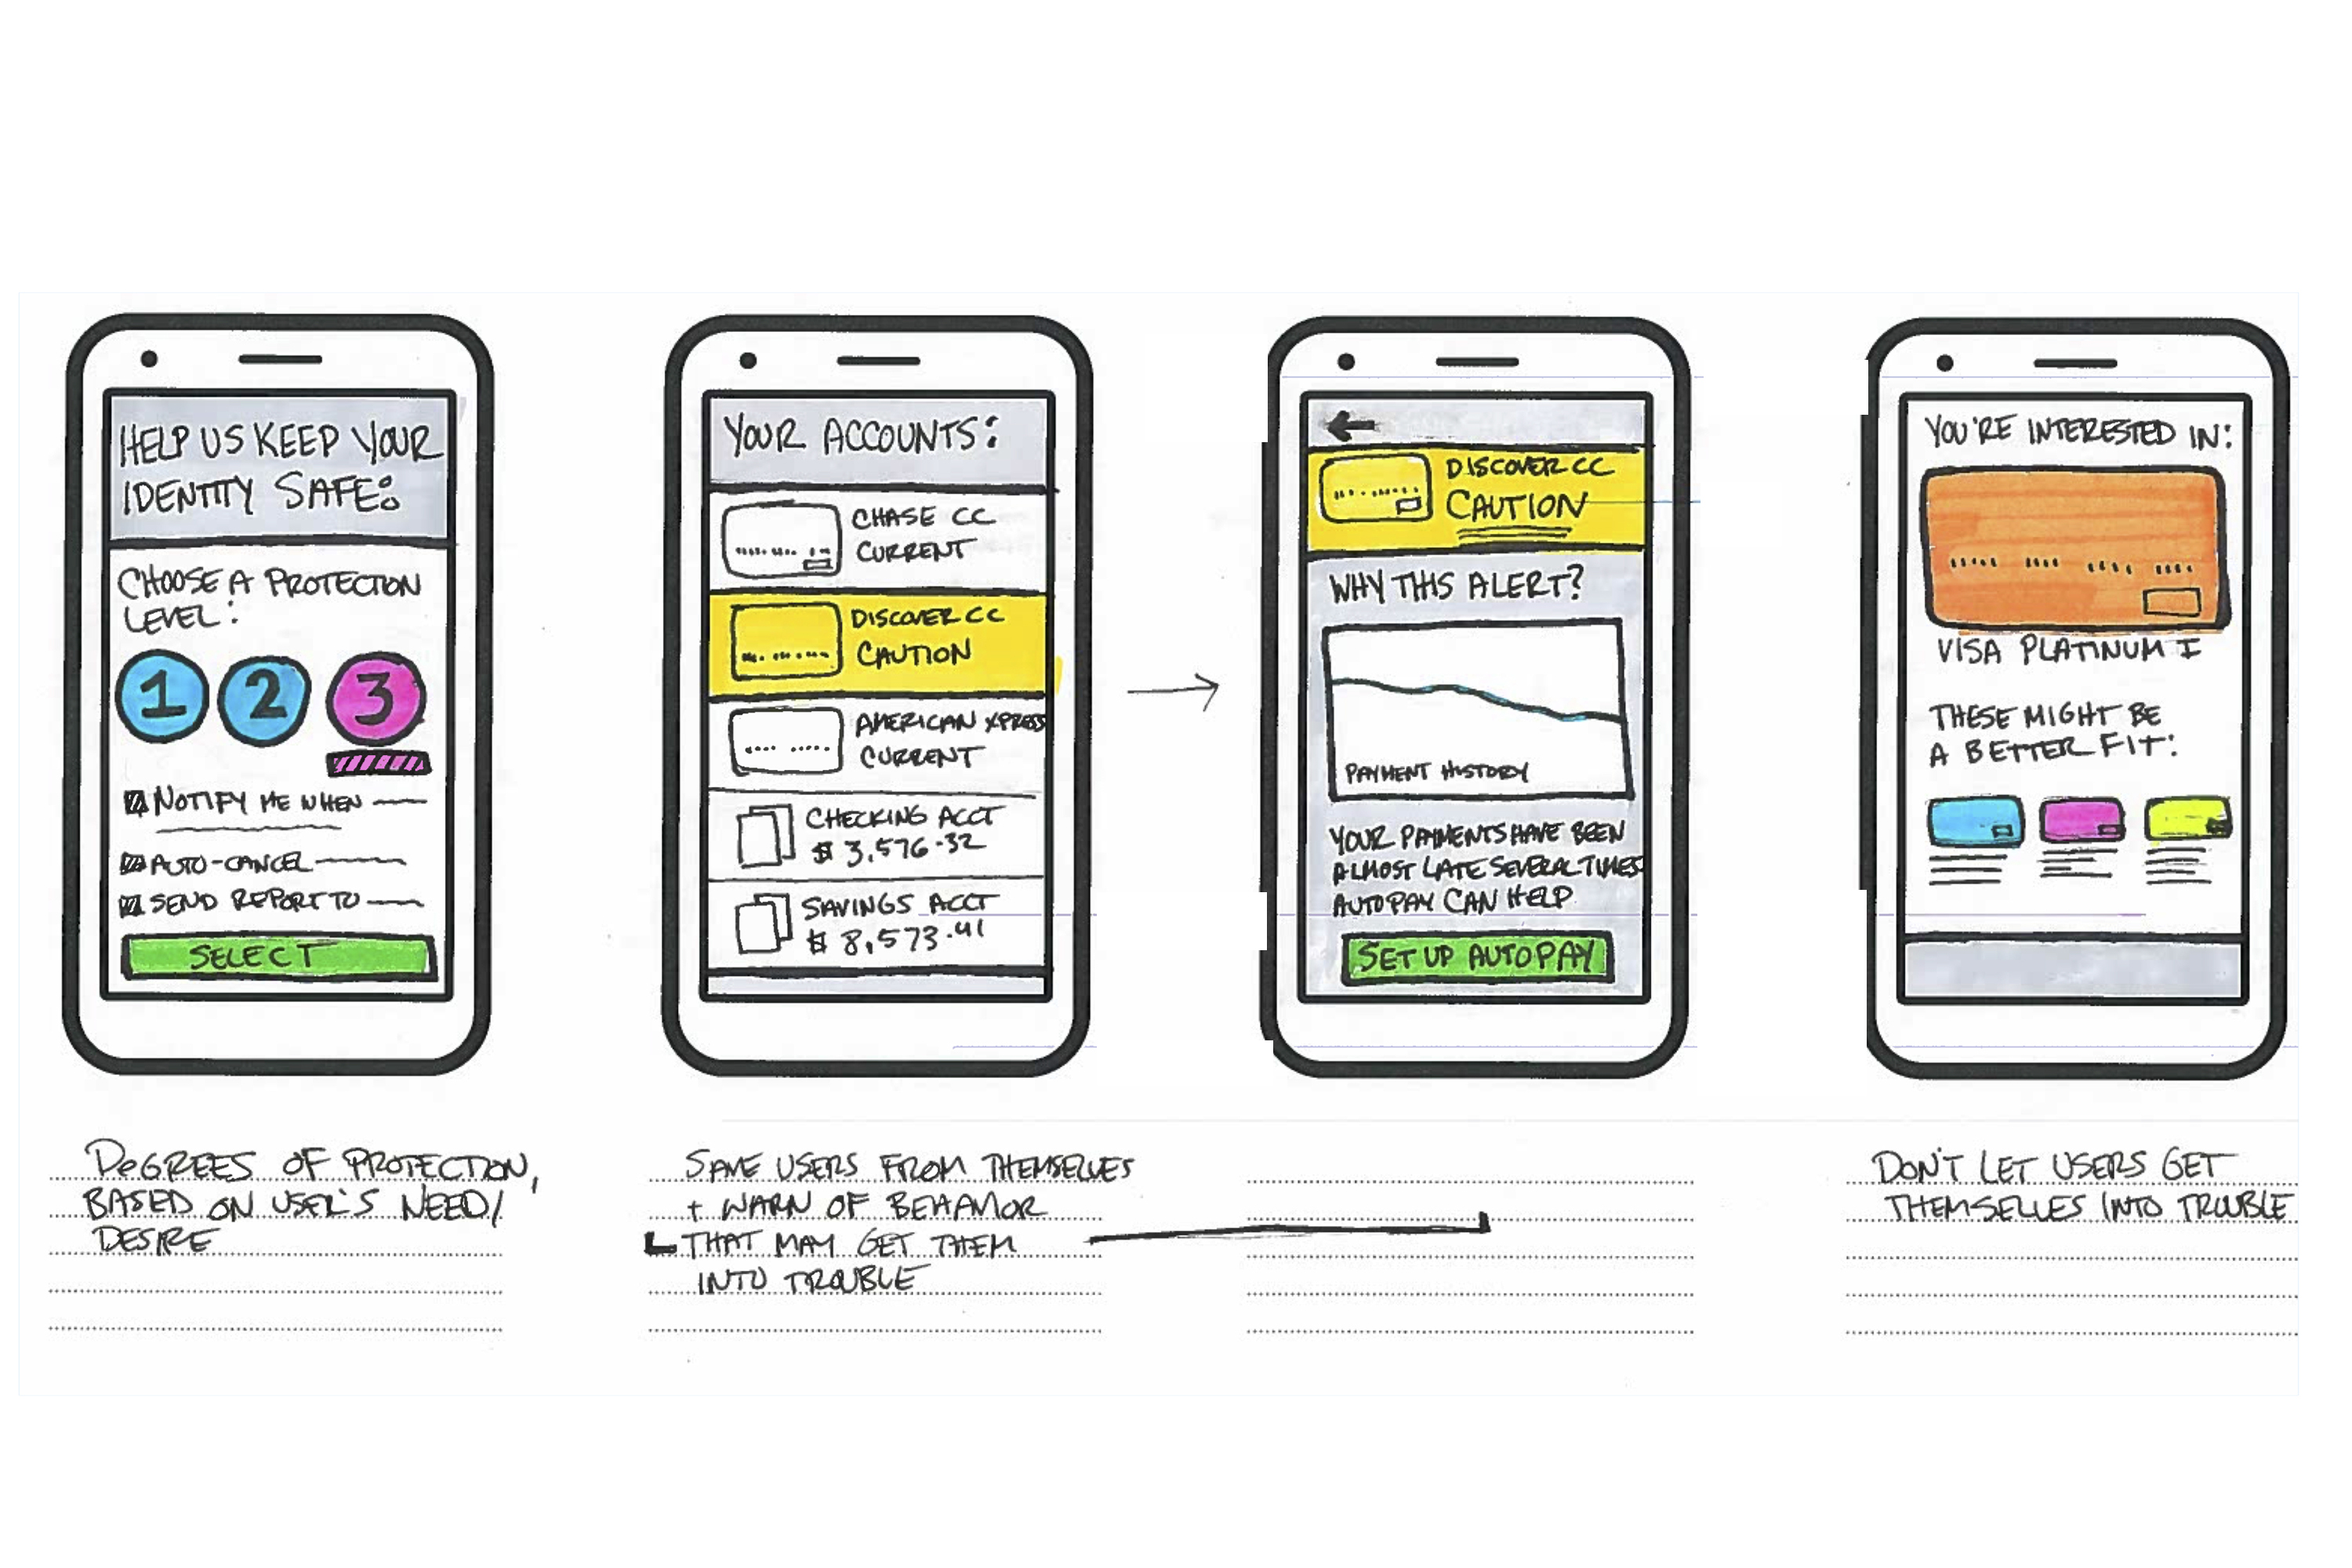 HELP US KEEP YOUR
IDENTITY SAFE:
CHOOSE A PROTECTION
LEVEL:
1 2 3
NOTIFY ME WHEN
AUTO-CANCEL
SEND REPORT TO
SELECT
DEGREES OF PROTECTION,
BASED ON USER'S NEED/
DESIRE
YOUR ACCOUNTS:
CHASE CC
CURRENT
DISCOVER CC
CAUTION
AMERICAN XPRESS
CURRENT
CHECKING ACCT
$ 3,576.32
SAVINGS ACCT
$ 8,573.41
SAVE USERS FROM THEMSELVES
+ WARN OF BEHAVIOR
THAT MAY GET THEM
INTO TROUBLE
DISCOVER CC
CAUTION
WHY THIS ALERT?
PAYMENT HISTORY
YOUR PAYMENTS HAVE BEEN
ALMOST LATE SEVERAL TIMES
AUTOPAY CAN HELP
SET UP AUTOPAY
YOU'RE INTERESTED IN:
VISA PLATINUM I
THESE MIGHT BE
A BETTER FIT:
DON'T LET USERS GET
THEMSELLES INTO TROUBLE